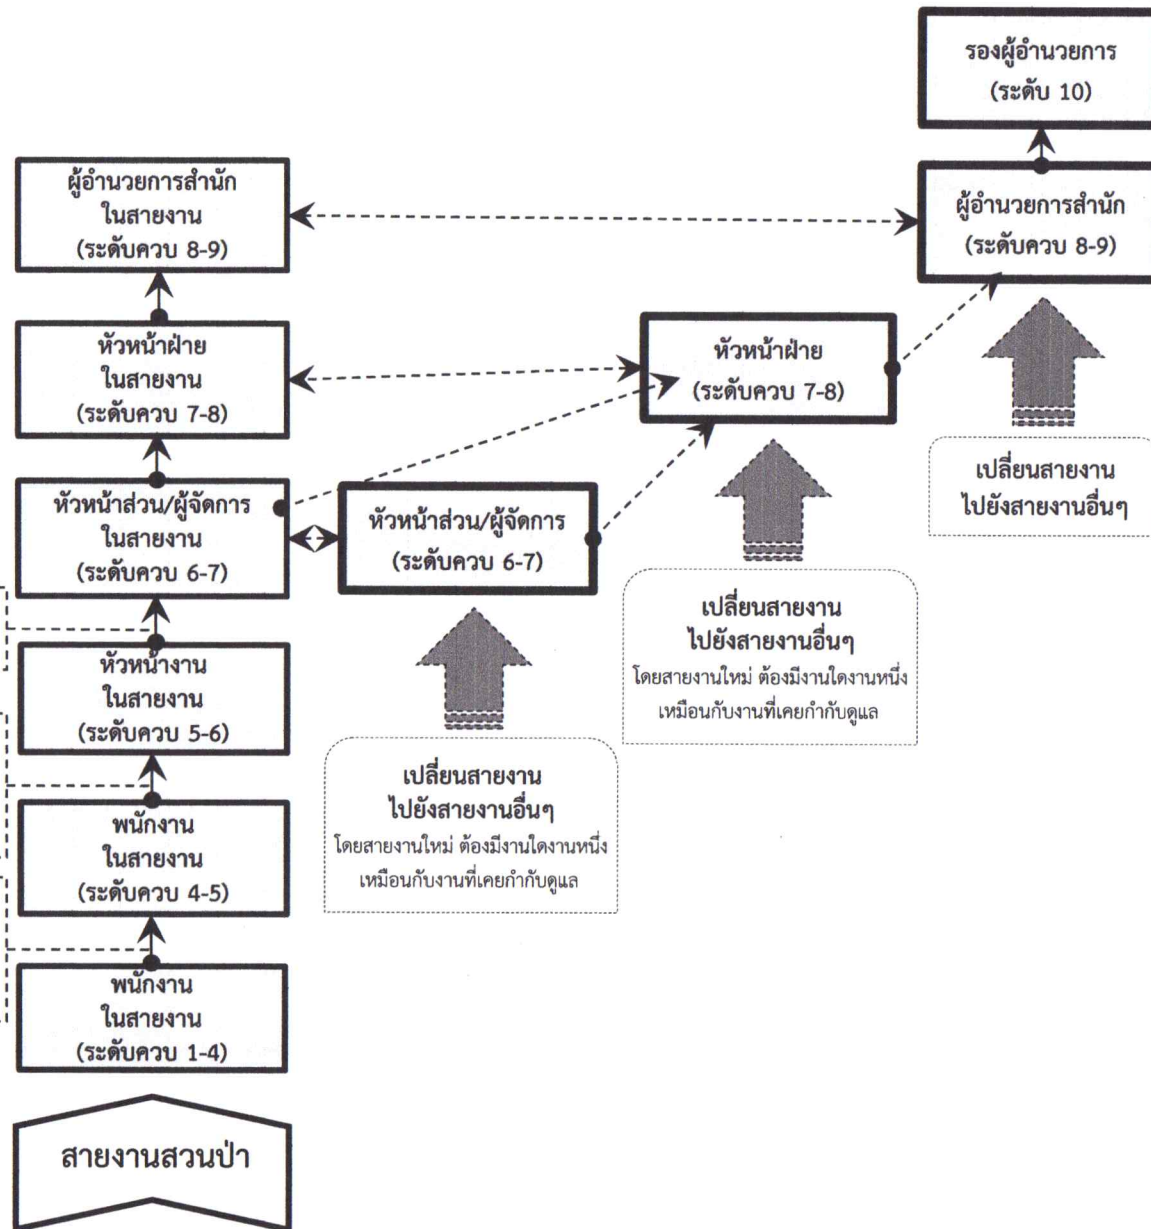 รองผู้อำนวยการ
(ระดับ 10)
ผู้อำนวยการสำนัก
ในสายงาน
(ระดับควบ 8-9)
ผู้อำนวยการสำนัก
(ระดับควบ 8-9)
หัวหน้าฝ่าย
ในสายงาน
(ระดับควบ 7-8)
หัวหน้าฝ่าย
(ระดับควบ 7-8)
เปลี่ยนสายงาน
ไปยังสายงานอื่นๆ
หัวหน้าส่วน/ผู้จัดการ
ในสายงาน
(ระดับควบ 6-7)
หัวหน้าส่วน/ผู้จัดการ
(ระดับควบ 6-7)
เปลี่ยนสายงาน
ไปยังสายงานอื่นๆ
โดยสายงานใหม่ ต้องมีงานใดงานหนึ่ง
เหมือนกับงานที่เคยกำกับดูแล
หัวหน้างาน
ในสายงาน
(ระดับควบ 5-6)
เปลี่ยนสายงาน
ไปยังสายงานอื่นๆ
โดยสายงานใหม่ ต้องมีงานใดงานหนึ่ง
เหมือนกับงานที่เคยกำกับดูแล
พนักงาน
ในสายงาน
(ระดับควบ 4-5)
พนักงาน
ในสายงาน
(ระดับควบ 1-4)
สายงานสวนป่า